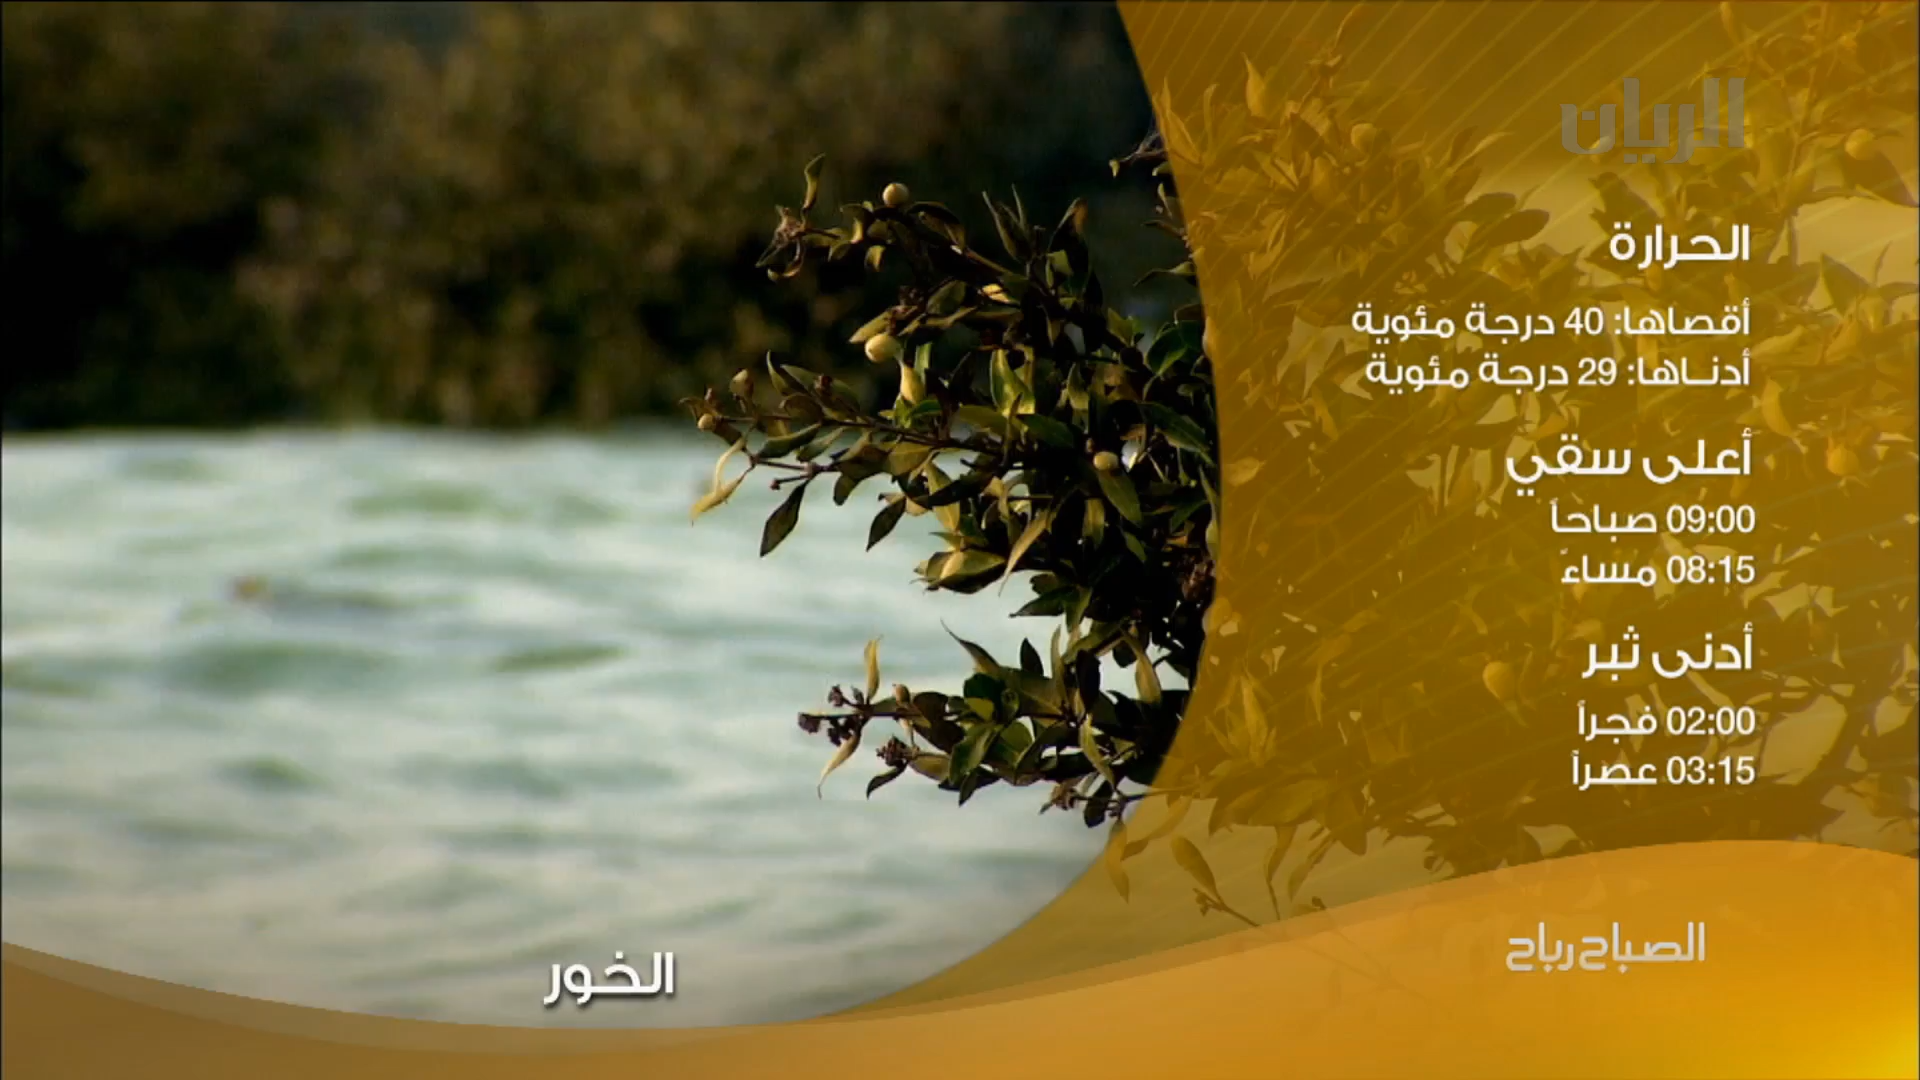 الريان
الحرارة
أقصاها: 40 درجة مئوية
أدنـاها: 29 درجة مئوية
أعلى سقي
09:00 صباحاً
08:15 مساءً
أدنى ثبر
02:00 فجراً
03:15 عصراً
الصباح رباح
الخور